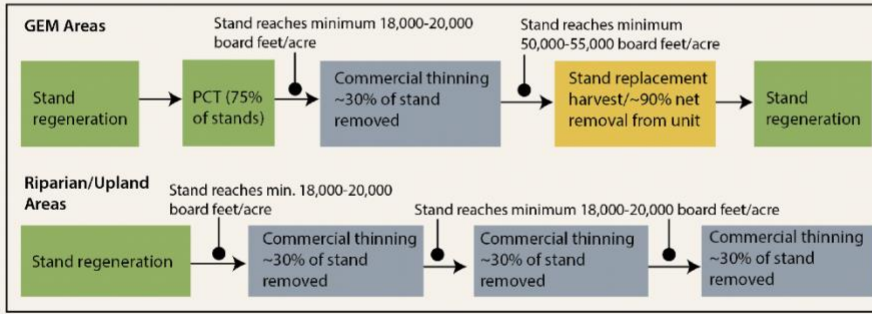 GEM Areas
Stand reaches minimum 18,000-20,000
board feet/acre
Stand reaches minimum
50,000-55,000 board feet/acre
Stand
regeneration
PCT (75%
of stands)
Commercial thinning
~30% of stand
removed
Stand replacement
harvest/~90% net
removal from unit
Stand
regeneration
Riparian/Upland
Areas
Stand reaches min. 18,000-20,000
board feet/acre
Stand reaches minimum 18,000-20,000 board feet/acre
Stand regeneration
Commercial thinning
~30% of stand
removed
Commercial thinning
~30% of stand
removed
Commercial thinning
~30% of stand
removed